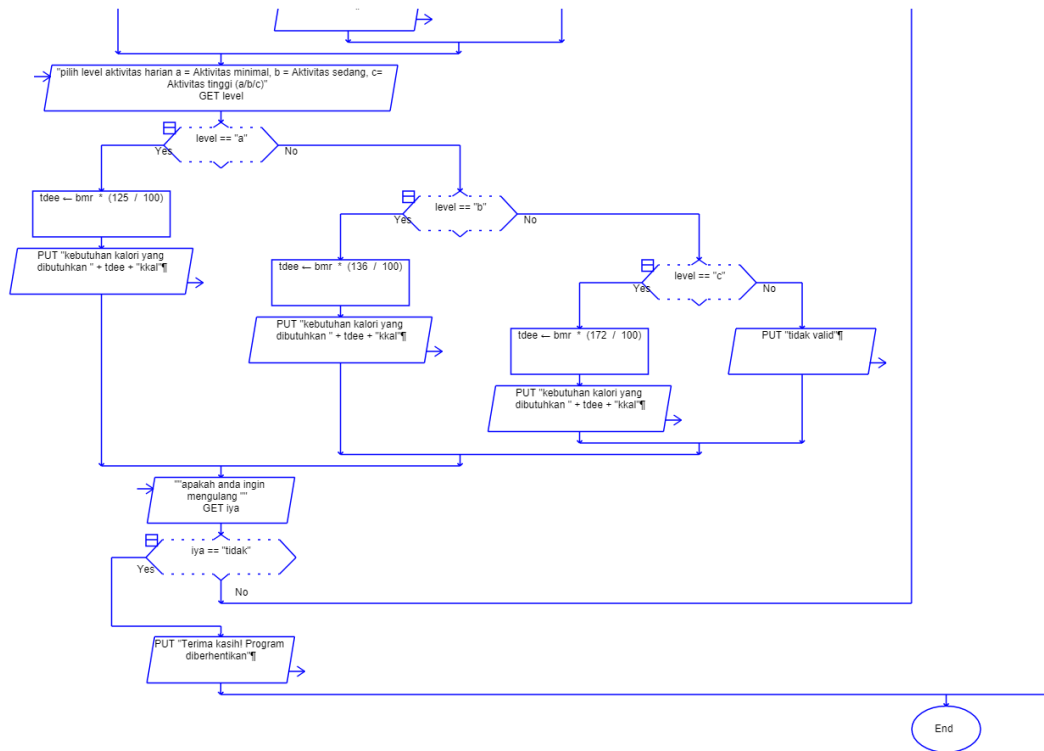 "pilih level aktivitas harian a = Aktivitas minimal, b = Aktivitas sedang, c=
Aktivitas tinggi (a/b/c)"
GET level
level == "a"
Yes
No
tdee ← bmr * (125 / 100)
PUT "kebutuhan kalori yang
dibutuhkan " + tdee + "kkal"¶
level == "b"
Yes
No
tdee ← bmr * (136 / 100)
PUT "kebutuhan kalori yang
dibutuhkan " + tdee + "kkal"¶
level == "c"
Yes
No
tdee ← bmr * (172 / 100)
PUT "kebutuhan kalori yang
dibutuhkan " + tdee + "kkal"¶
PUT "tidak valid"¶
""apakah anda ingin
mengulang ""
GET iya
iya == "tidak"
Yes
No
PUT "Terima kasih! Program
diberhentikan"¶
End